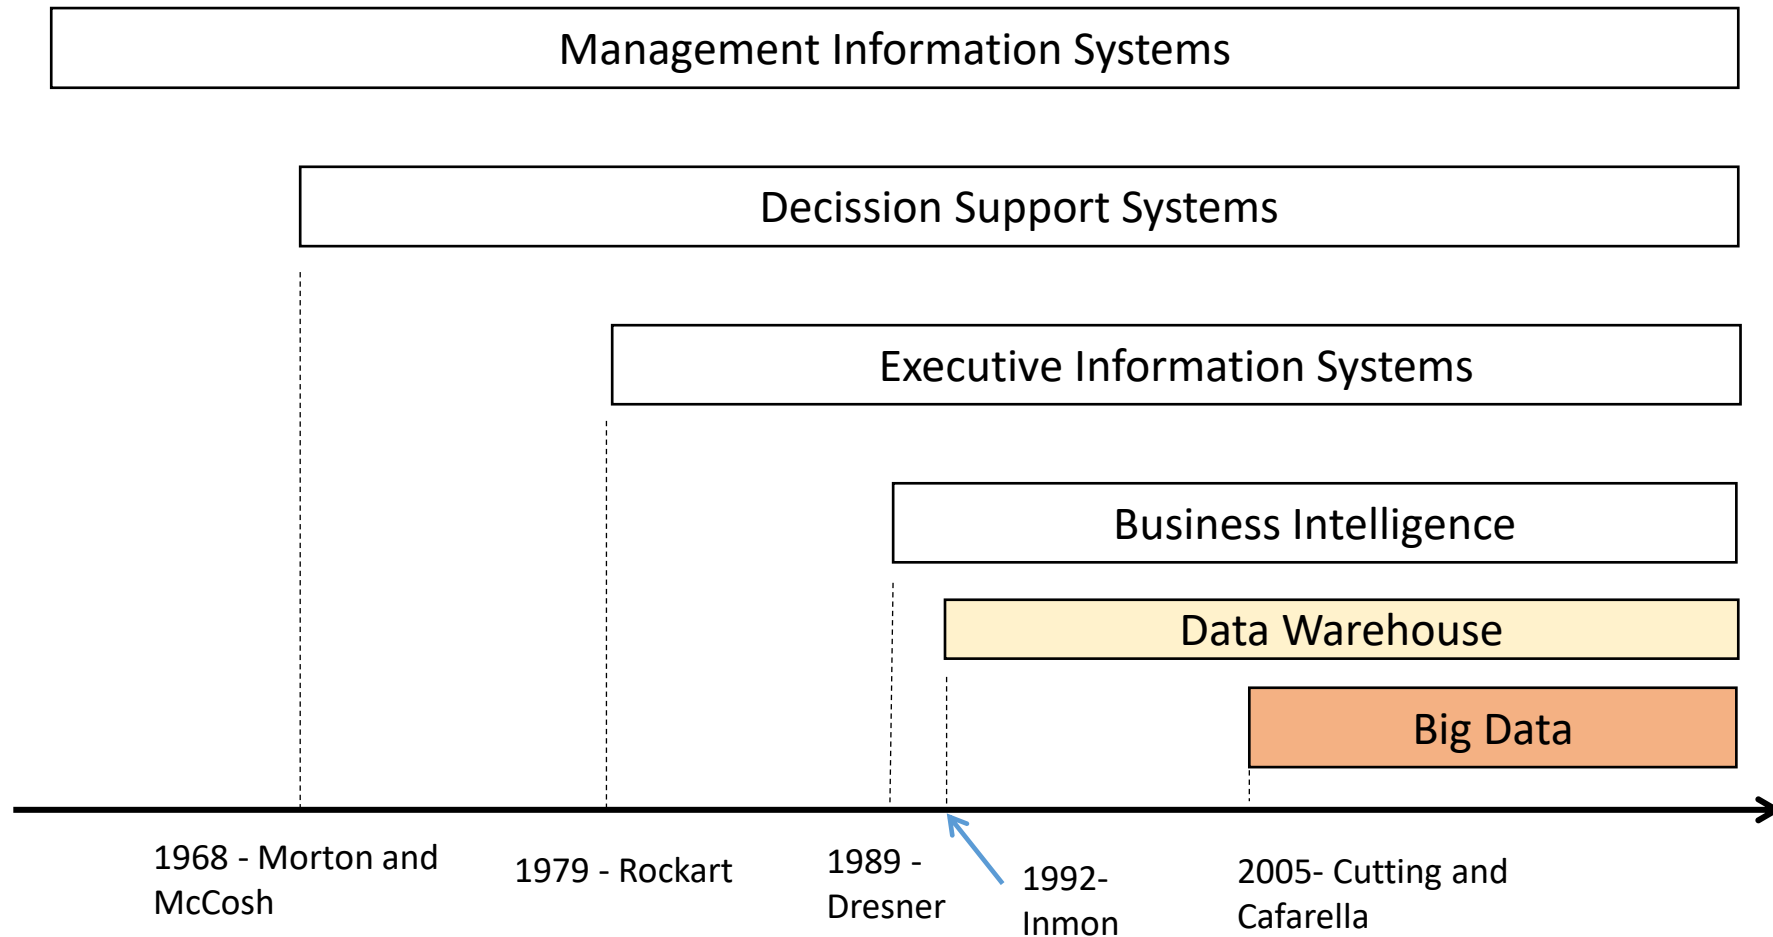 Management Information Systems
Decission Support Systems
Executive Information Systems
Business Intelligence
Data Warehouse
Big Data
1968 - Morton and
McCosh
1979 - Rockart
1989 -
Dresner
1992-
Inmon
2005- Cutting and
Cafarella